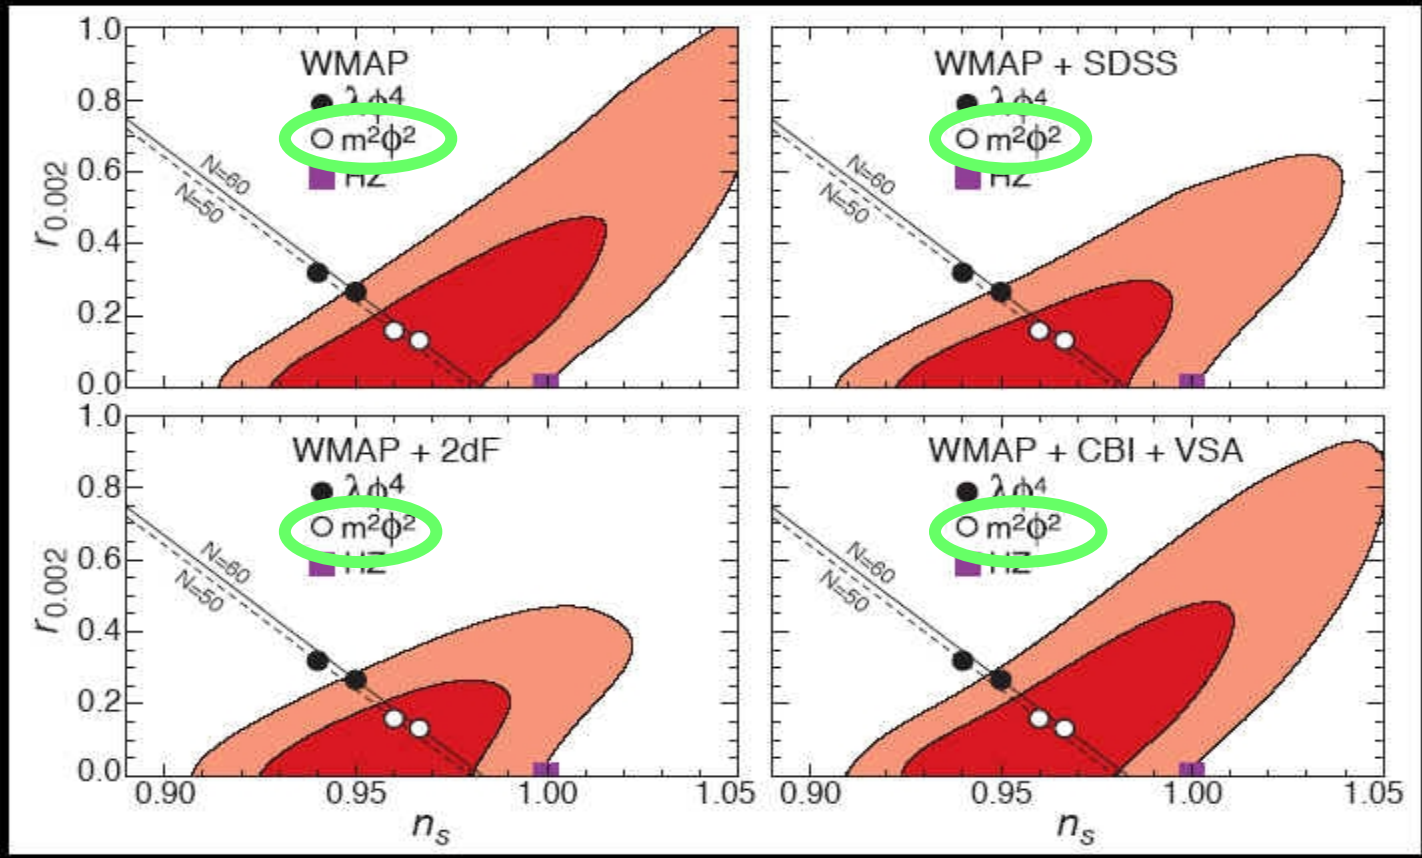 WMAP
λϕ⁴
m²ϕ²
HZ
N=60
N=50
1.0
0.8
0.6
0.4
0.2
0.0
r0.002
WMAP + SDSS
λϕ⁴
m²ϕ²
HZ
N=60
N=50
WMAP + 2dF
λϕ⁴
m²ϕ²
HZ
N=60
N=50
1.0
0.8
0.6
0.4
0.2
0.0
r0.002
0.90 0.95 1.00 1.05
ns
WMAP + CBI + VSA
λϕ⁴
m²ϕ²
HZ
N=60
N=50
0.90 0.95 1.00 1.05
ns